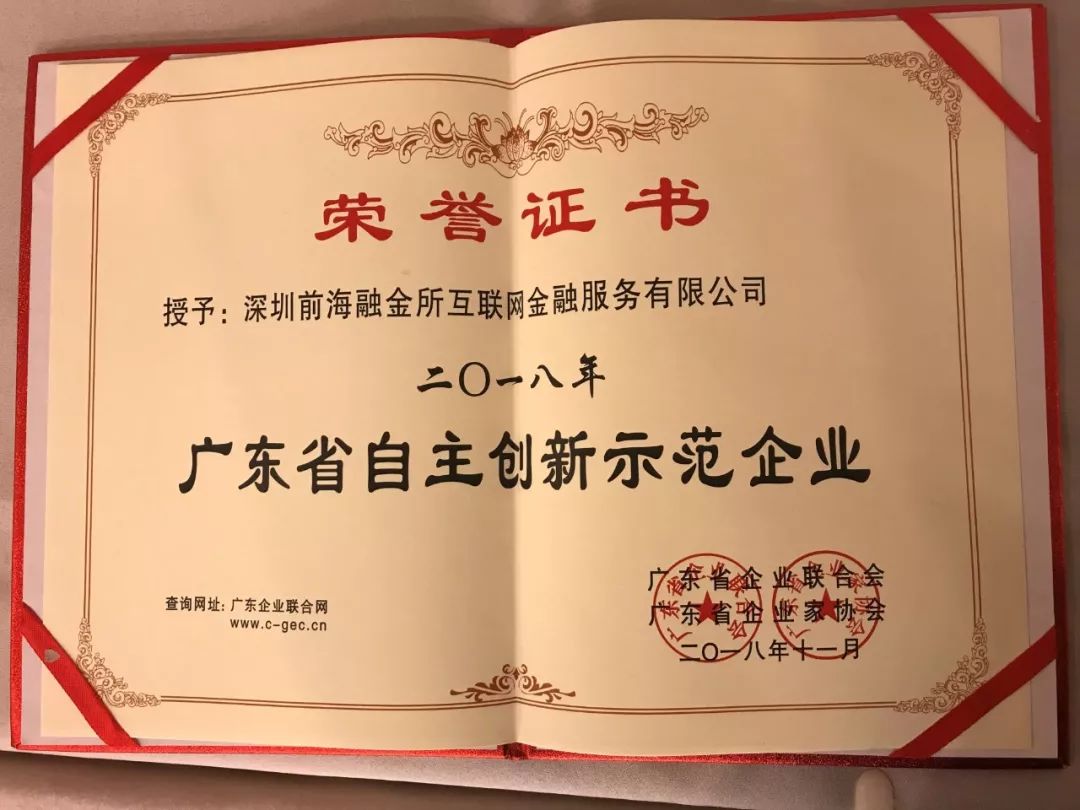 荣誉证书
授予：深圳前海融金所互联网金融服务有限公司
二〇一八年
广东省自主创新示范企业
查询网址：广东企业联合网
www.c-gec.cn
广东省企业联合会
广东省企业家协会
二〇一八年十一月